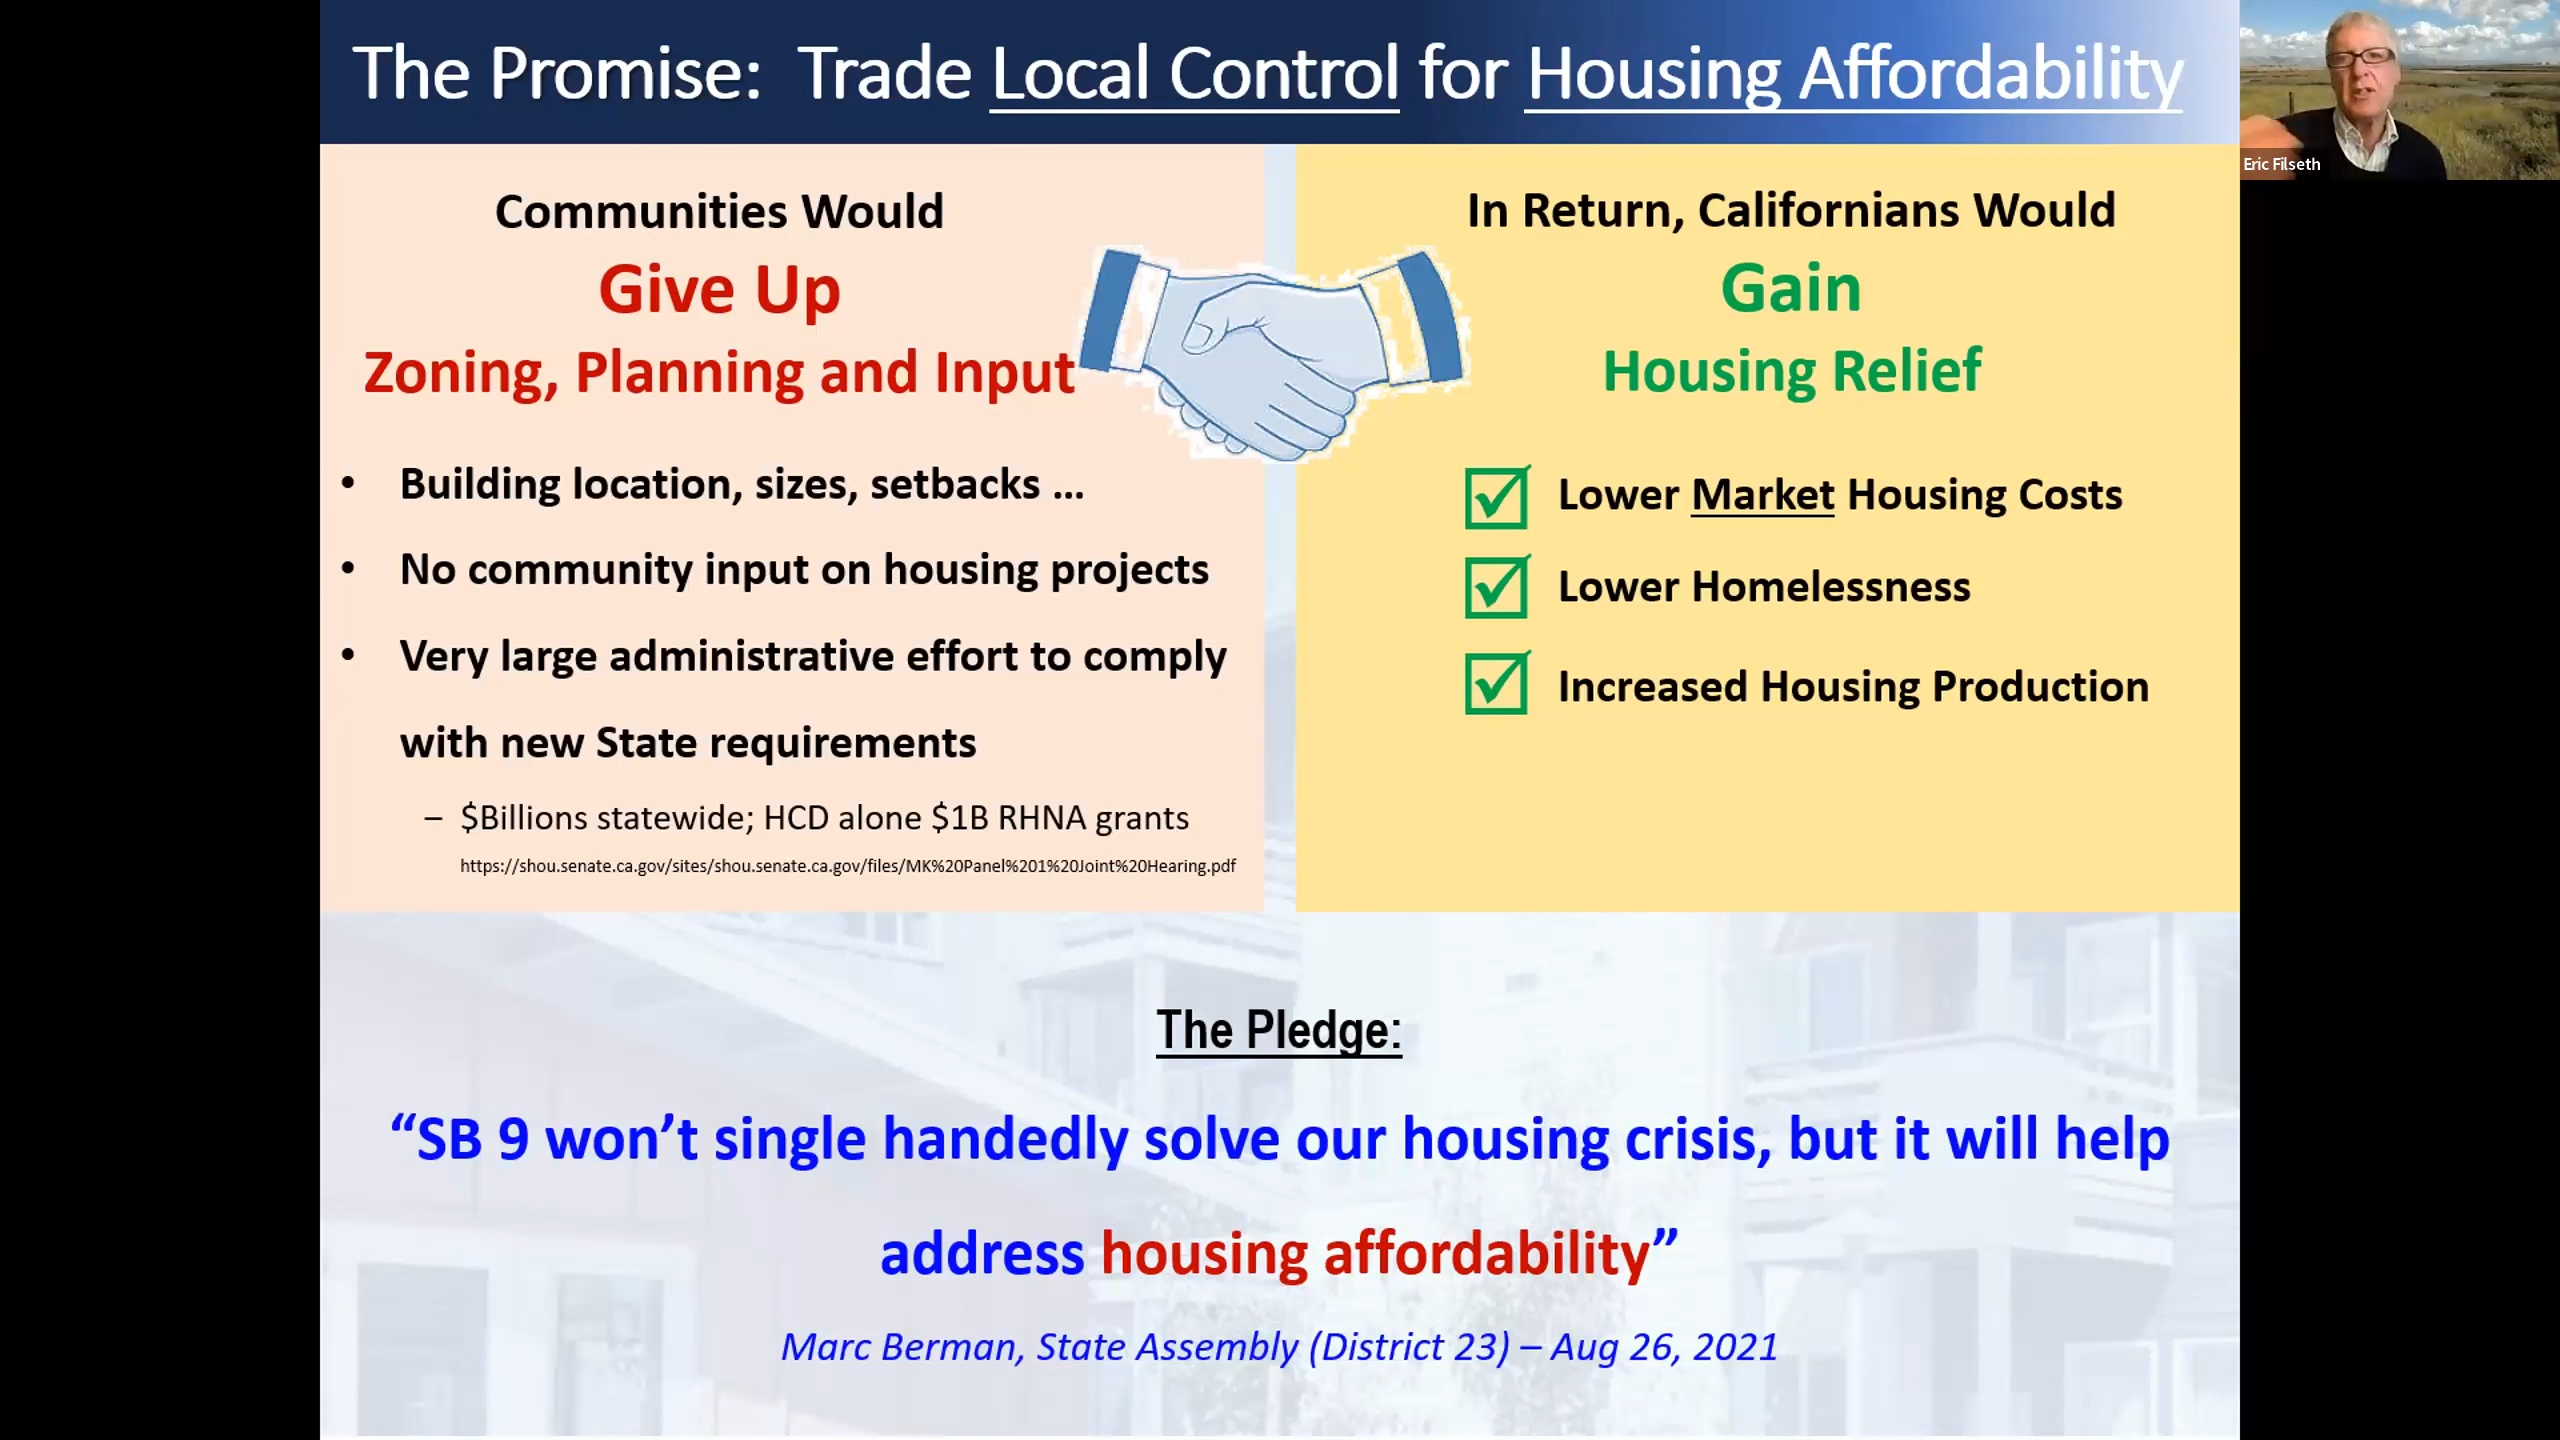 The Promise: Trade Local Control for Housing Affordability
Eric Filseth
Communities Would
Give Up
Zoning, Planning and Input
• Building location, sizes, setbacks ...
• No community input on housing projects
• Very large administrative effort to comply
with new State requirements
– $Billions statewide; HCD alone $1B RHNA grants
https://shou.senate.ca.gov/sites/shou.senate.ca.gov/files/MK%20Panel%201%20Joint%20Hearing.pdf
In Return, Californians Would
Gain
Housing Relief
Lower Market Housing Costs
Lower Homelessness
Increased Housing Production
The Pledge:
“SB 9 won’t single handedly solve our housing crisis, but it will help
address housing affordability”
Marc Berman, State Assembly (District 23) – Aug 26, 2021